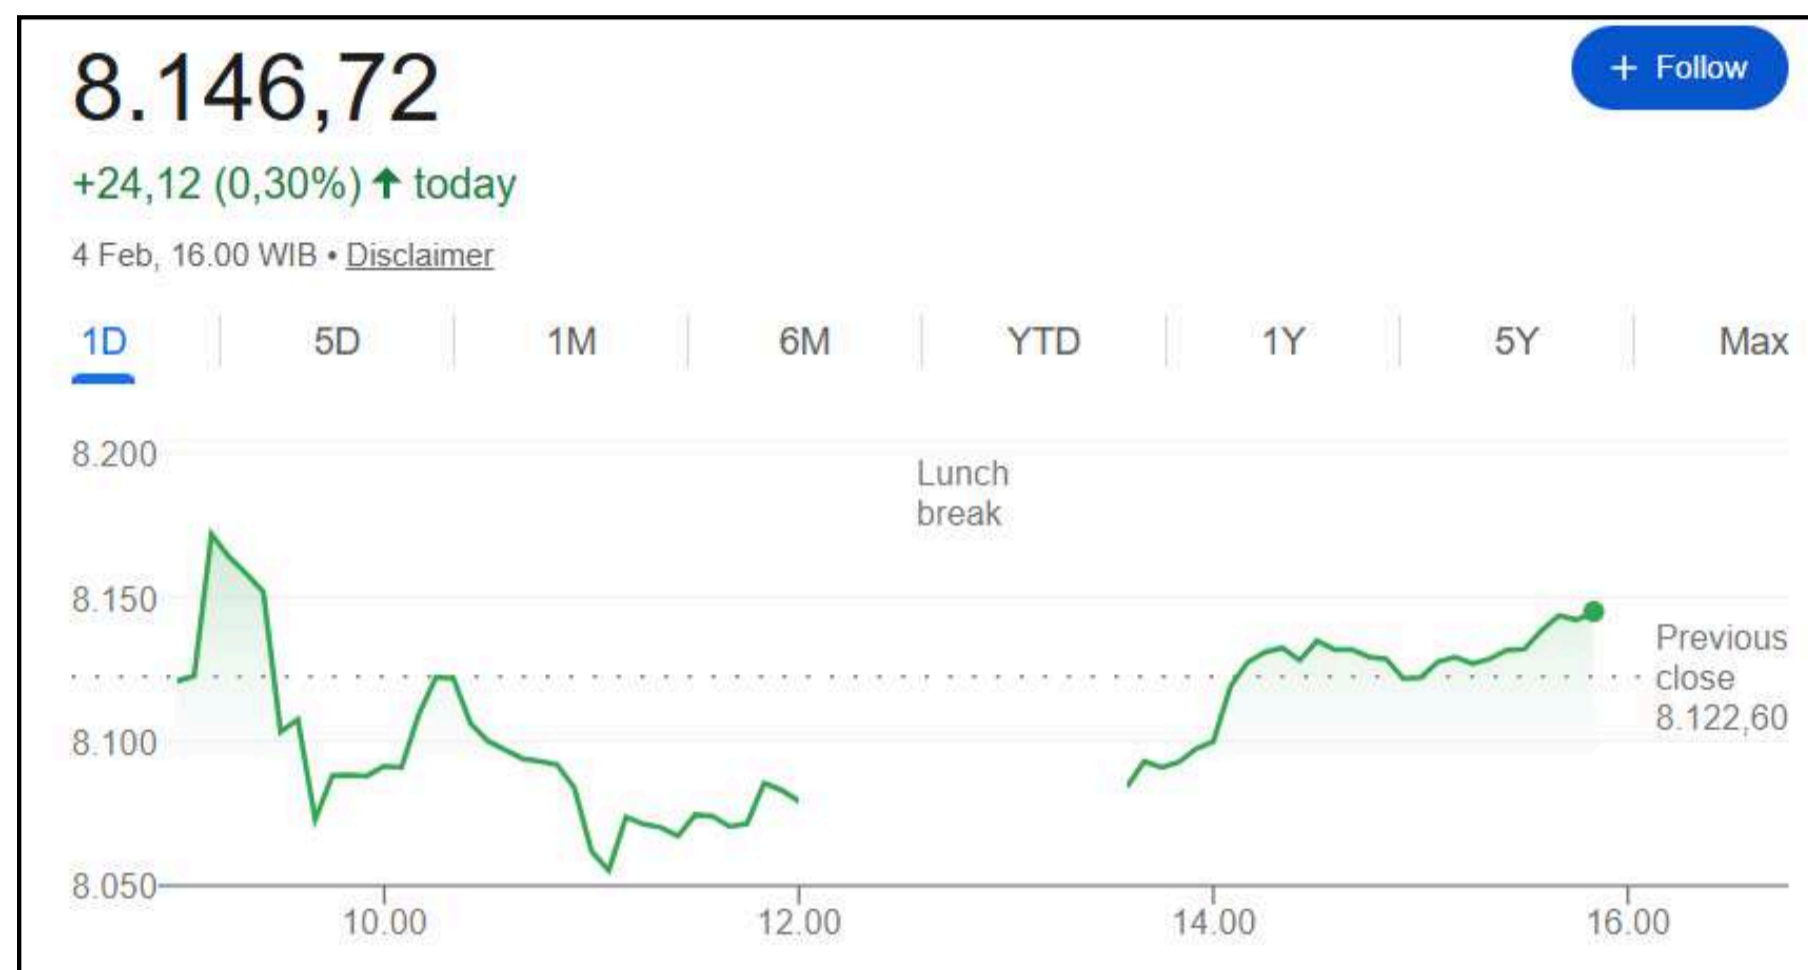 8.146,72
+ Follow
+24,12 (0,30%) ↑ today
4 Feb, 16.00 WIB • Disclaimer
1D 5D 1M 6M YTD 1Y 5Y Max
8.200
Lunch
break
8.150
Previous
close
8.122,60
8.100
8.050
10.00 12.00 14.00 16.00